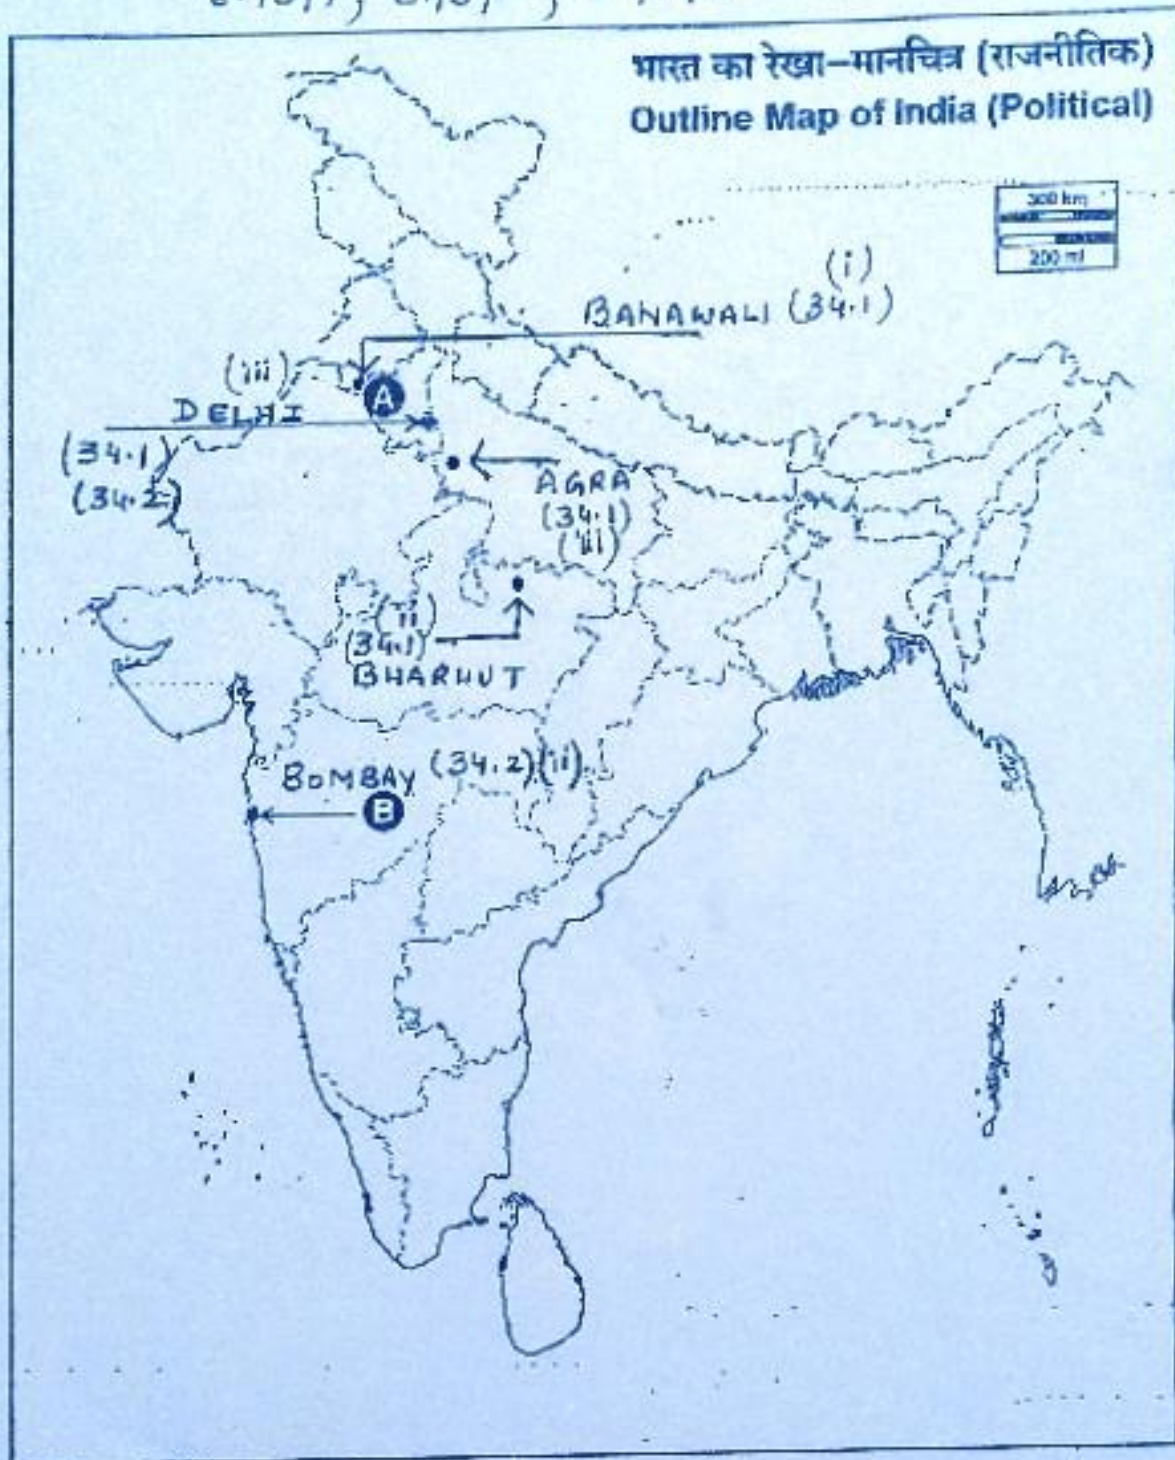 भारत का रेखा-मानचित्र (राजनीतिक)
Outline Map of India (Political)
300 km
200 ml
(i)
BANAWALI (34.1)
(iii)
A
DELHI
(34.1)
(34.2)
AGRA
(34.1)
(iii)
(ii)
(34.1)
BHARHUT
BOMBAY (34.2)(ii)
B